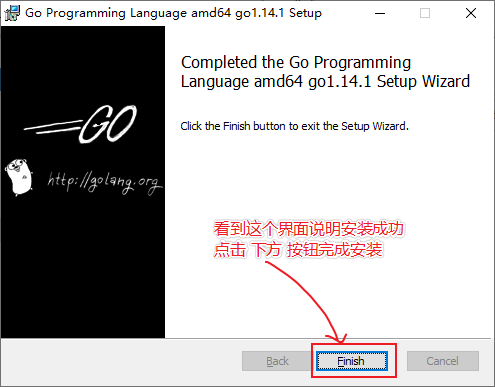 Go Programming Language amd64 go1.14.1 Setup
Completed the Go Programming
Language amd64 go1.14.1 Setup Wizard
Click the Finish button to exit the Setup Wizard.
GO
http://golang.org
看到这个界面说明安装成功
点击 下方 按钮完成安装
Back
Finish
Cancel